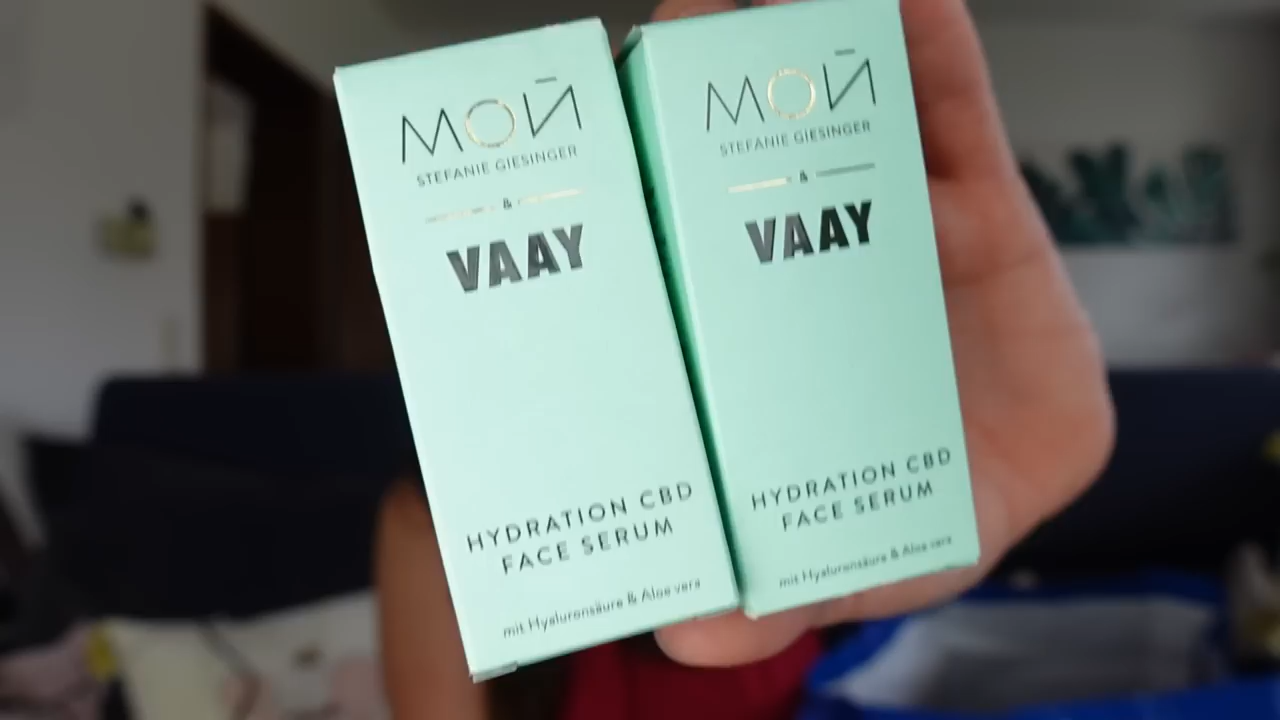 МОЙ
STEFANIE GIESINGER
&
VAAY
HYDRATION CBD
FACE SERUM
mit Hyaluronsäure & Aloe vera
МОЙ
STEFANIE GIESINGER
&
VAAY
HYDRATION CBD
FACE SERUM
mit Hyaluronsäure & Aloe vera